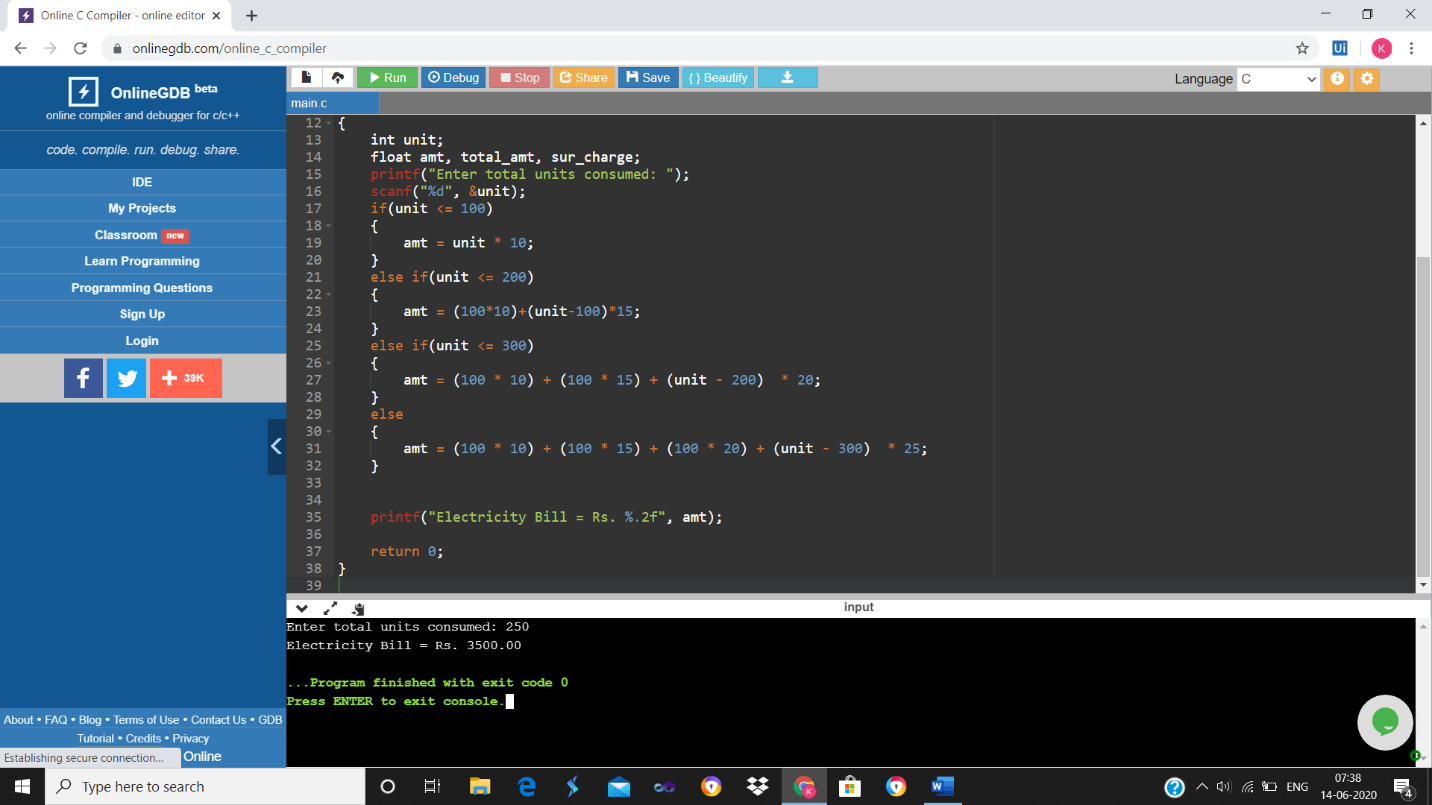 Online C Compiler - online editor
onlinegdb.com/online_c_compiler
Ui
K
OnlineGDB beta
online compiler and debugger for c/c++
code. compile. run. debug. share.
IDE
My Projects
Classroom new
Learn Programming
Programming Questions
Sign Up
Login
39K
About • FAQ • Blog • Terms of Use • Contact Us • GDB
Tutorial • Credits • Privacy
Online
Establishing secure connection...
Run Debug Stop Share Save { } Beautify
Language C
main.c
12 {
13 int unit;
14 float amt, total_amt, sur_charge;
15 printf("Enter total units consumed: ");
16 scanf("%d", &unit);
17 if(unit <= 100)
18 {
19 amt = unit * 10;
20 }
21 else if(unit <= 200)
22 {
23 amt = (100*10)+(unit-100)*15;
24 }
25 else if(unit <= 300)
26 {
27 amt = (100 * 10) + (100 * 15) + (unit - 200) * 20;
28 }
29 else
30 {
31 amt = (100 * 10) + (100 * 15) + (100 * 20) + (unit - 300) * 25;
32 }
33
34
35 printf("Electricity Bill = Rs. %.2f", amt);
36
37 return 0;
38 }
39
input
Enter total units consumed: 250
Electricity Bill = Rs. 3500.00
...Program finished with exit code 0
Press ENTER to exit console.
Type here to search
ENG
07:38
14-06-2020
4